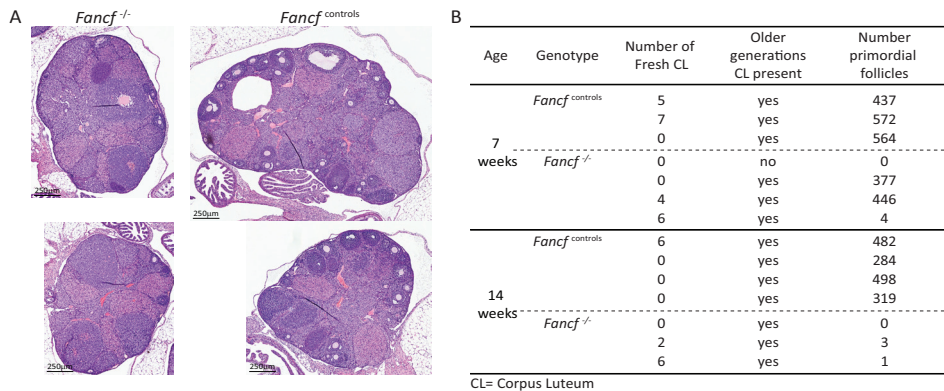 A
Fancf -/-
Fancf controls
250µm
250µm
250µm
250µm
B
Age Genotype Number of Fresh CL Older generations CL present Number primordial follicles
7 weeks
Fancf controls 5 yes 437
7 yes 572
0 yes 564
Fancf -/- 0 no 0
0 yes 377
4 yes 446
6 yes 4
14 weeks
Fancf controls 6 yes 482
0 yes 284
0 yes 498
0 yes 319
Fancf -/- 0 yes 0
2 yes 3
6 yes 1
CL= Corpus Luteum